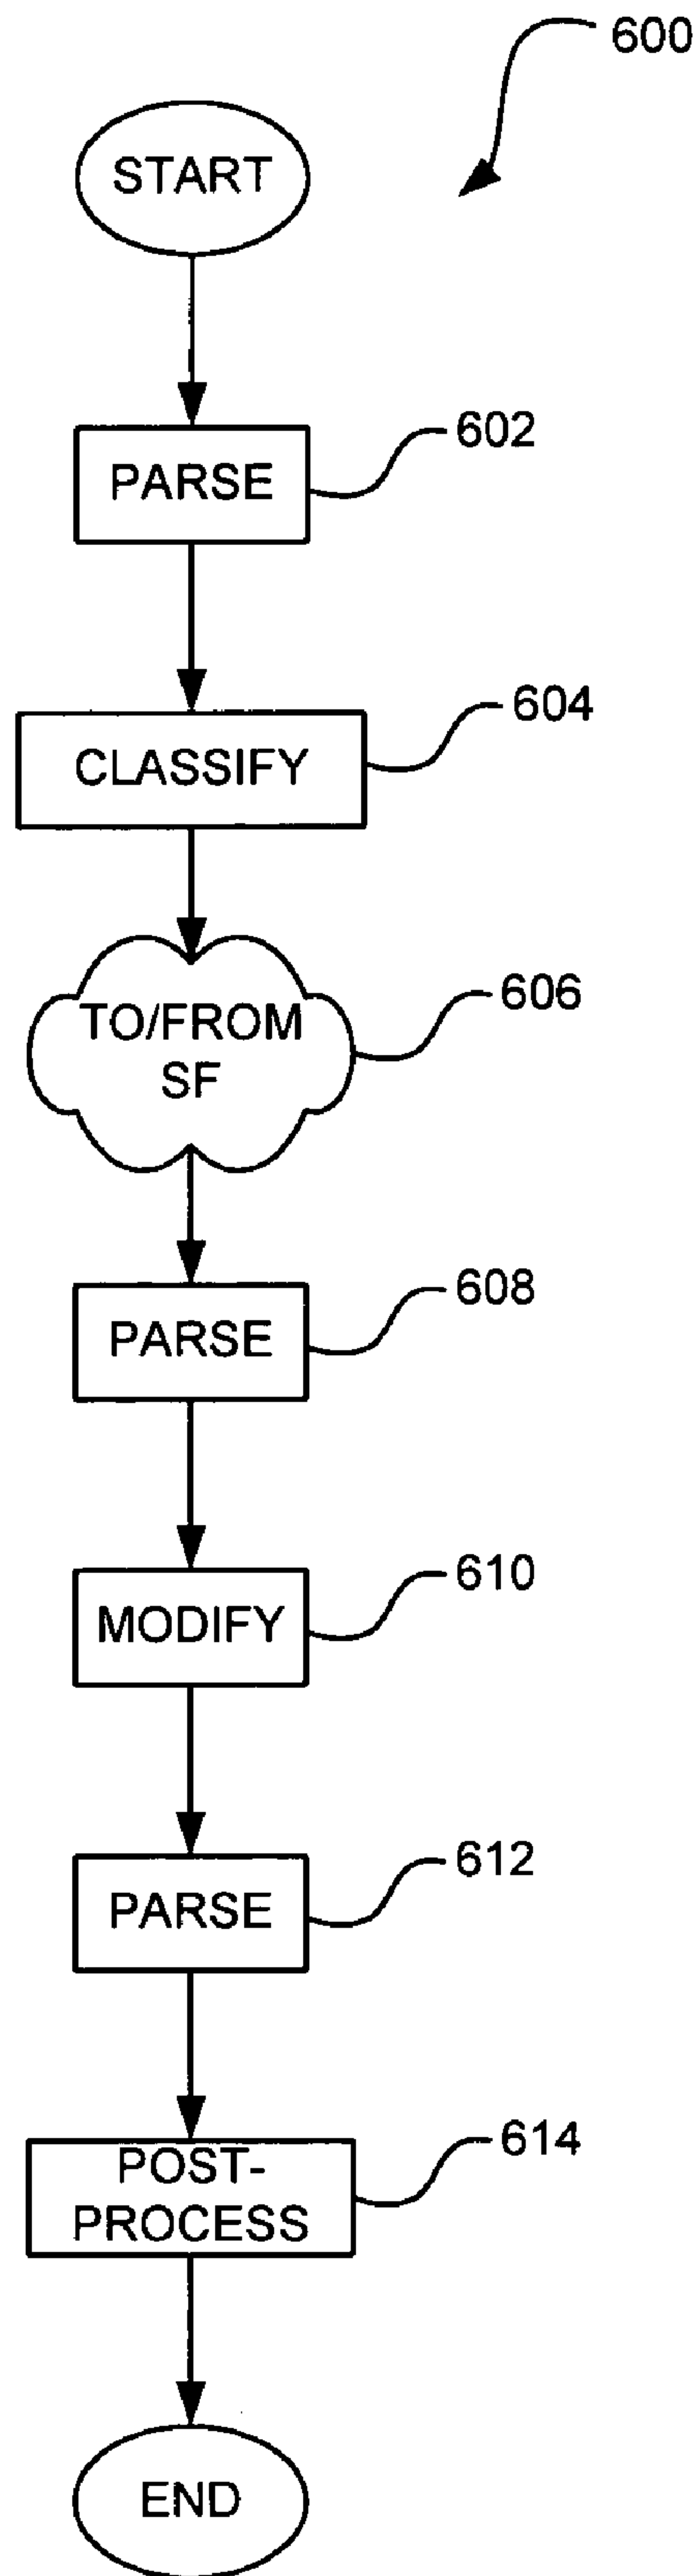 600
START
PARSE
602
CLASSIFY
604
TO/FROM
SF
606
PARSE
608
MODIFY
610
PARSE
612
POST-
PROCESS
614
END